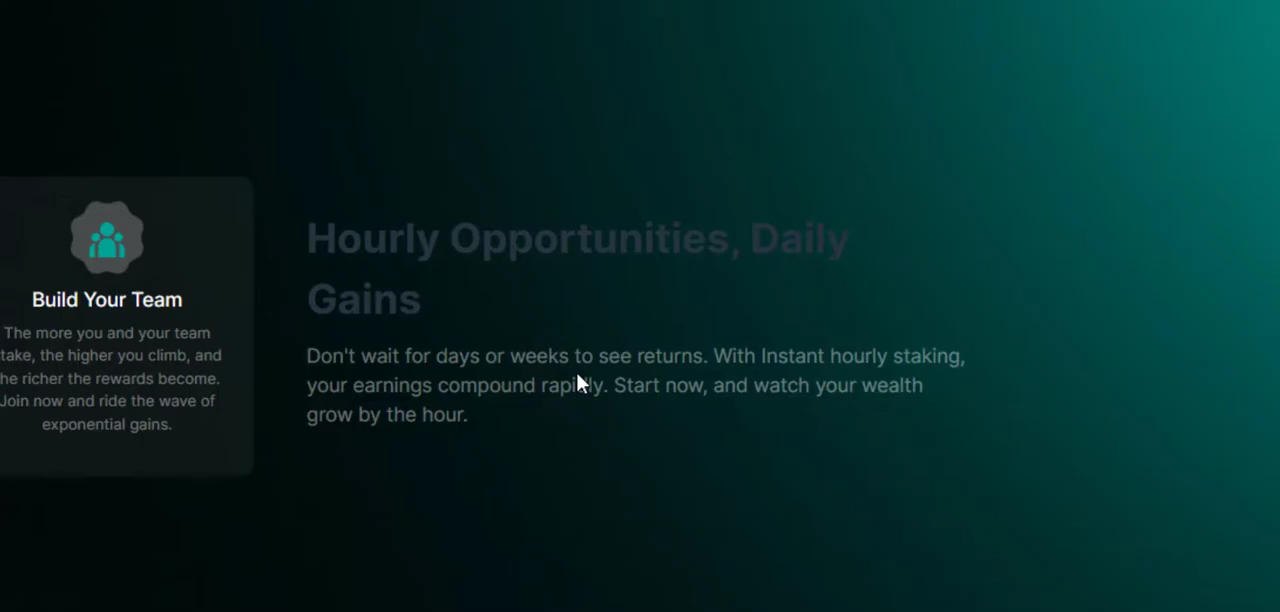 Build Your Team
The more you and your team
take, the higher you climb, and
he richer the rewards become.
Join now and ride the wave of
exponential gains.
Hourly Opportunities, Daily
Gains
Don't wait for days or weeks to see returns. With Instant hourly staking,
your earnings compound rapidly. Start now, and watch your wealth
grow by the hour.